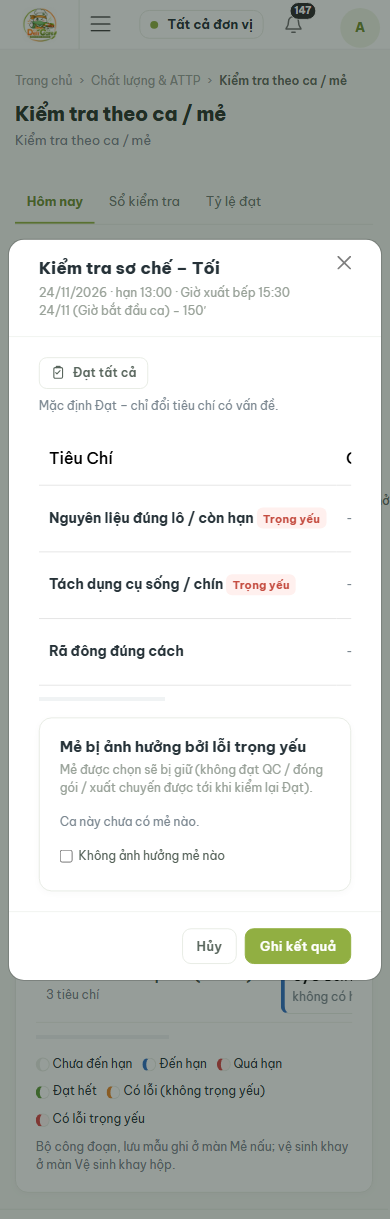 Tất cả đơn vị
147
A
Trang chủ › Chất lượng & ATTP › Kiểm tra theo ca / mẻ
Kiểm tra theo ca / mẻ
Kiểm tra theo ca / mẻ
Hôm nay Sổ kiểm tra Tỷ lệ đạt
Kiểm tra sơ chế – Tối
24/11/2026 · hạn 13:00 · Giờ xuất bếp 15:30
24/11 (Giờ bắt đầu ca) - 150'
Đạt tất cả
Mặc định Đạt – chỉ đổi tiêu chí có vấn đề.
Tiêu Chí
Nguyên liệu đúng lô / còn hạn Trọng yếu -
Tách dụng cụ sống / chín Trọng yếu -
Rã đông đúng cách -
Mẻ bị ảnh hưởng bởi lỗi trọng yếu
Mẻ được chọn sẽ bị giữ (không đạt QC / đóng
gói / xuất chuyến được tới khi kiểm lại Đạt).
Ca này chưa có mẻ nào.
Không ảnh hưởng mẻ nào
Hủy Ghi kết quả
3 tiêu chí
không có
Chưa đến hạn Đến hạn Quá hạn
Đạt hết Có lỗi (không trọng yếu)
Có lỗi trọng yếu
Bộ công đoạn, lưu mẫu ghi ở màn Mẻ nấu; vệ sinh khay
ở màn Vệ sinh khay hộp.